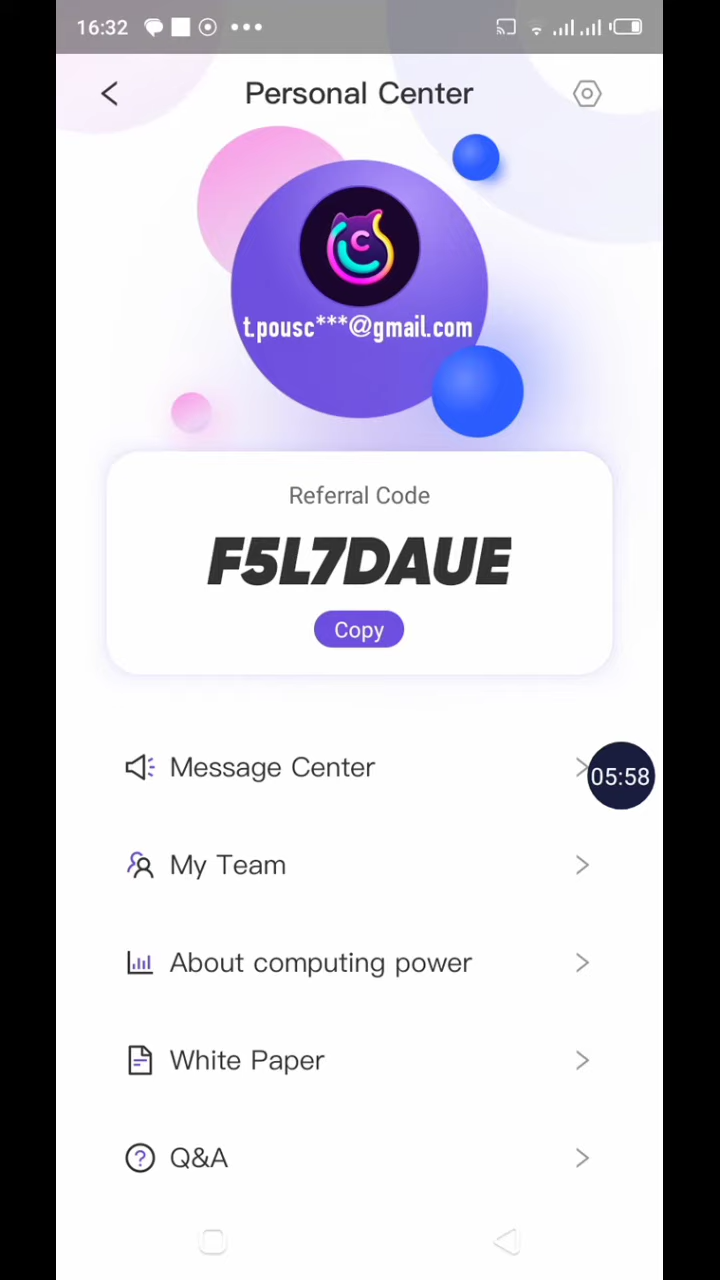 16:32
Personal Center
C
t.pousc***@gmail.com
Referral Code
F5L7DAUE
Copy
Message Center
05:58
My Team
About computing power
White Paper
Q&A